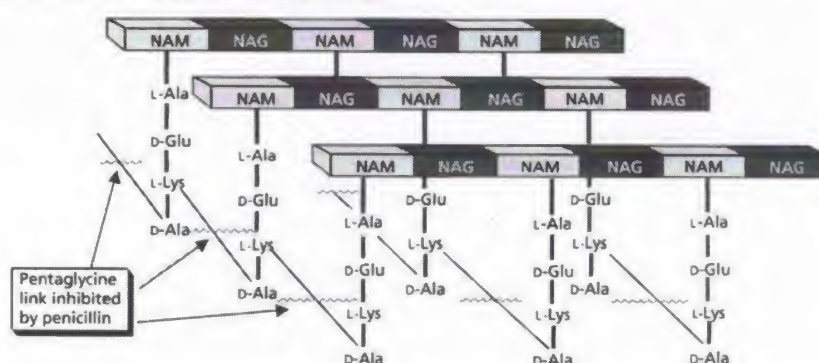 NAM NAG NAM NAG NAM NAG
L-Ala NAM NAG NAM NAG NAM NAG
D-Glu L-Ala NAM NAG NAM NAG NAM NAG
L-Lys D-Glu L-Ala D-Glu L-Ala D-Glu L-Ala
D-Ala L-Lys D-Glu L-Lys D-Glu L-Lys D-Glu
Pentaglycine
link inhibited
by penicillin
D-Ala L-Lys D-Ala L-Lys D-Ala L-Lys
D-Ala D-Ala D-Ala